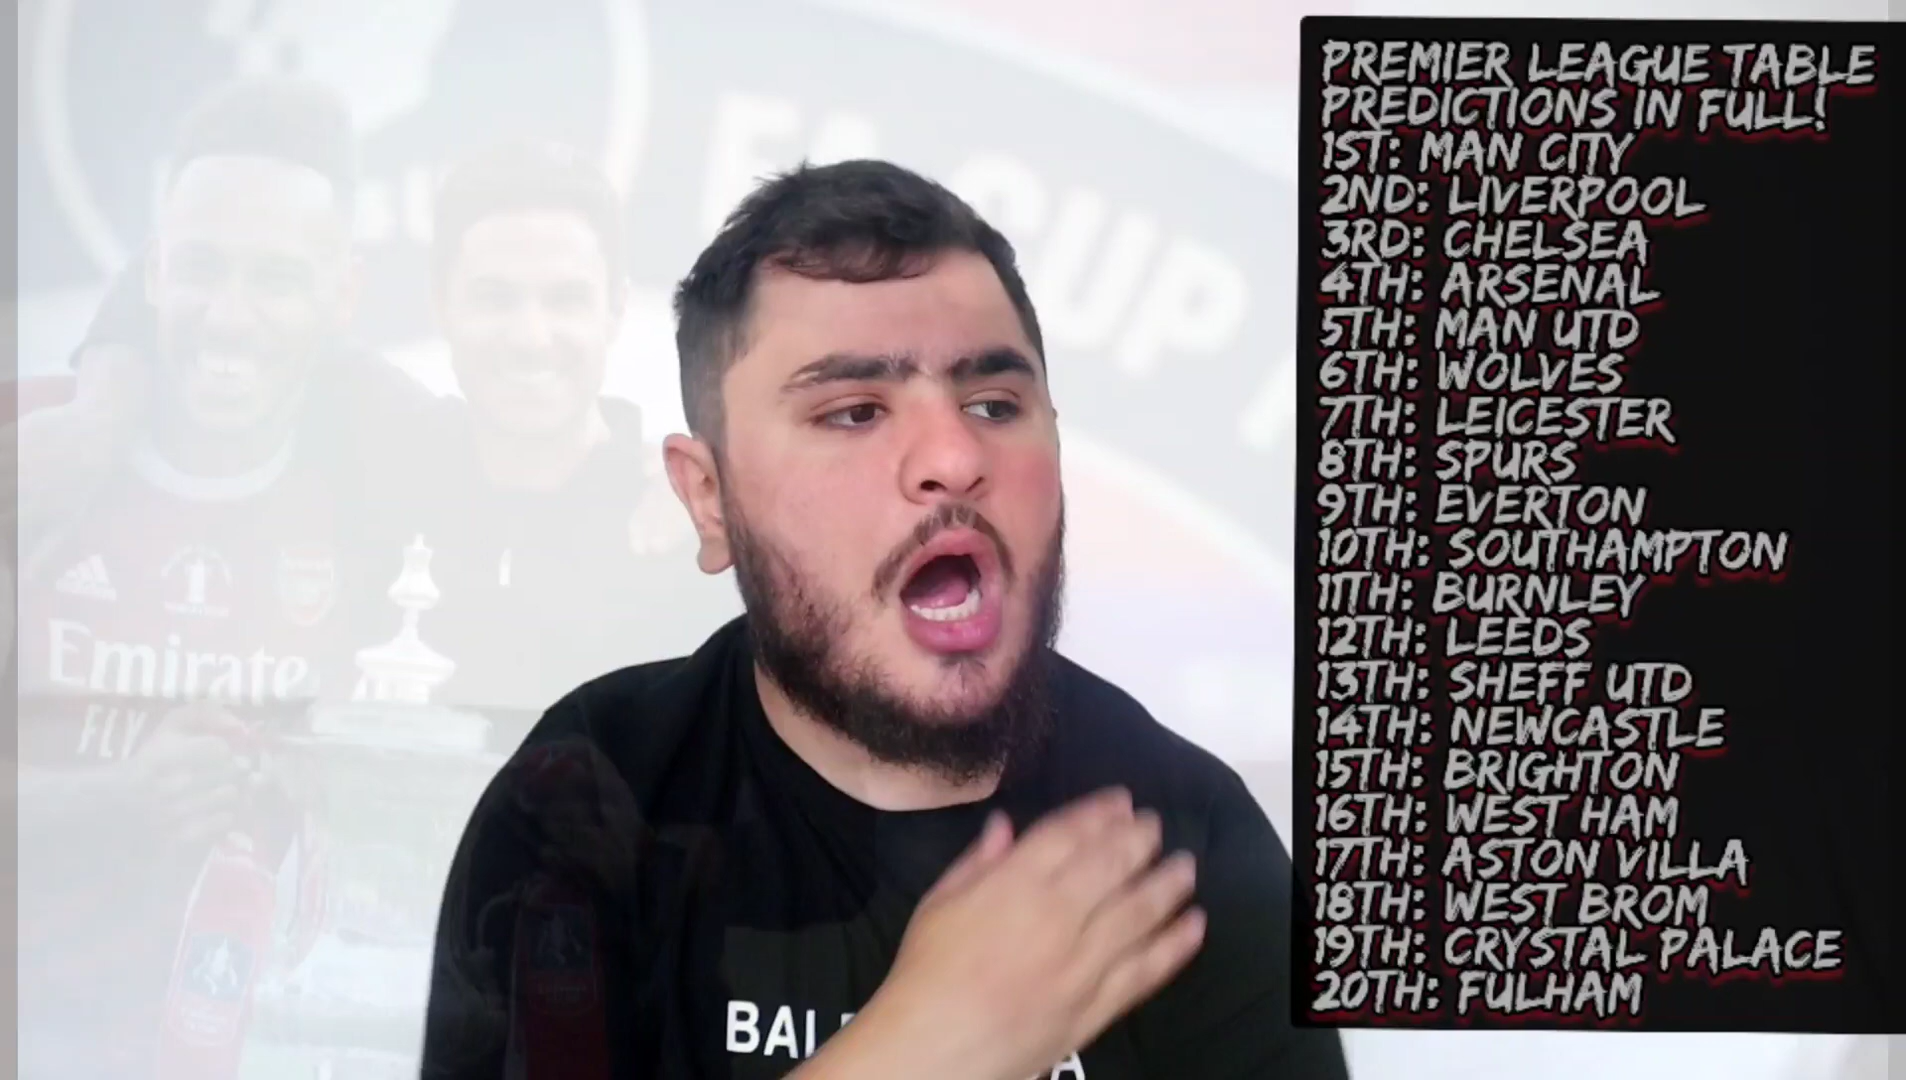 PREMIER LEAGUE TABLE
PREDICTIONS IN FULL!
1ST: MAN CITY
2ND: LIVERPOOL
3RD: CHELSEA
4TH: ARSENAL
5TH: MAN UTD
6TH: WOLVES
7TH: LEICESTER
8TH: SPURS
9TH: EVERTON
10TH: SOUTHAMPTON
11TH: BURNLEY
12TH: LEEDS
13TH: SHEFF UTD
14TH: NEWCASTLE
15TH: BRIGHTON
16TH: WEST HAM
17TH: ASTON VILLA
18TH: WEST BROM
19TH: CRYSTAL PALACE
20TH: FULHAM
FA CUP
Emirate
FLY